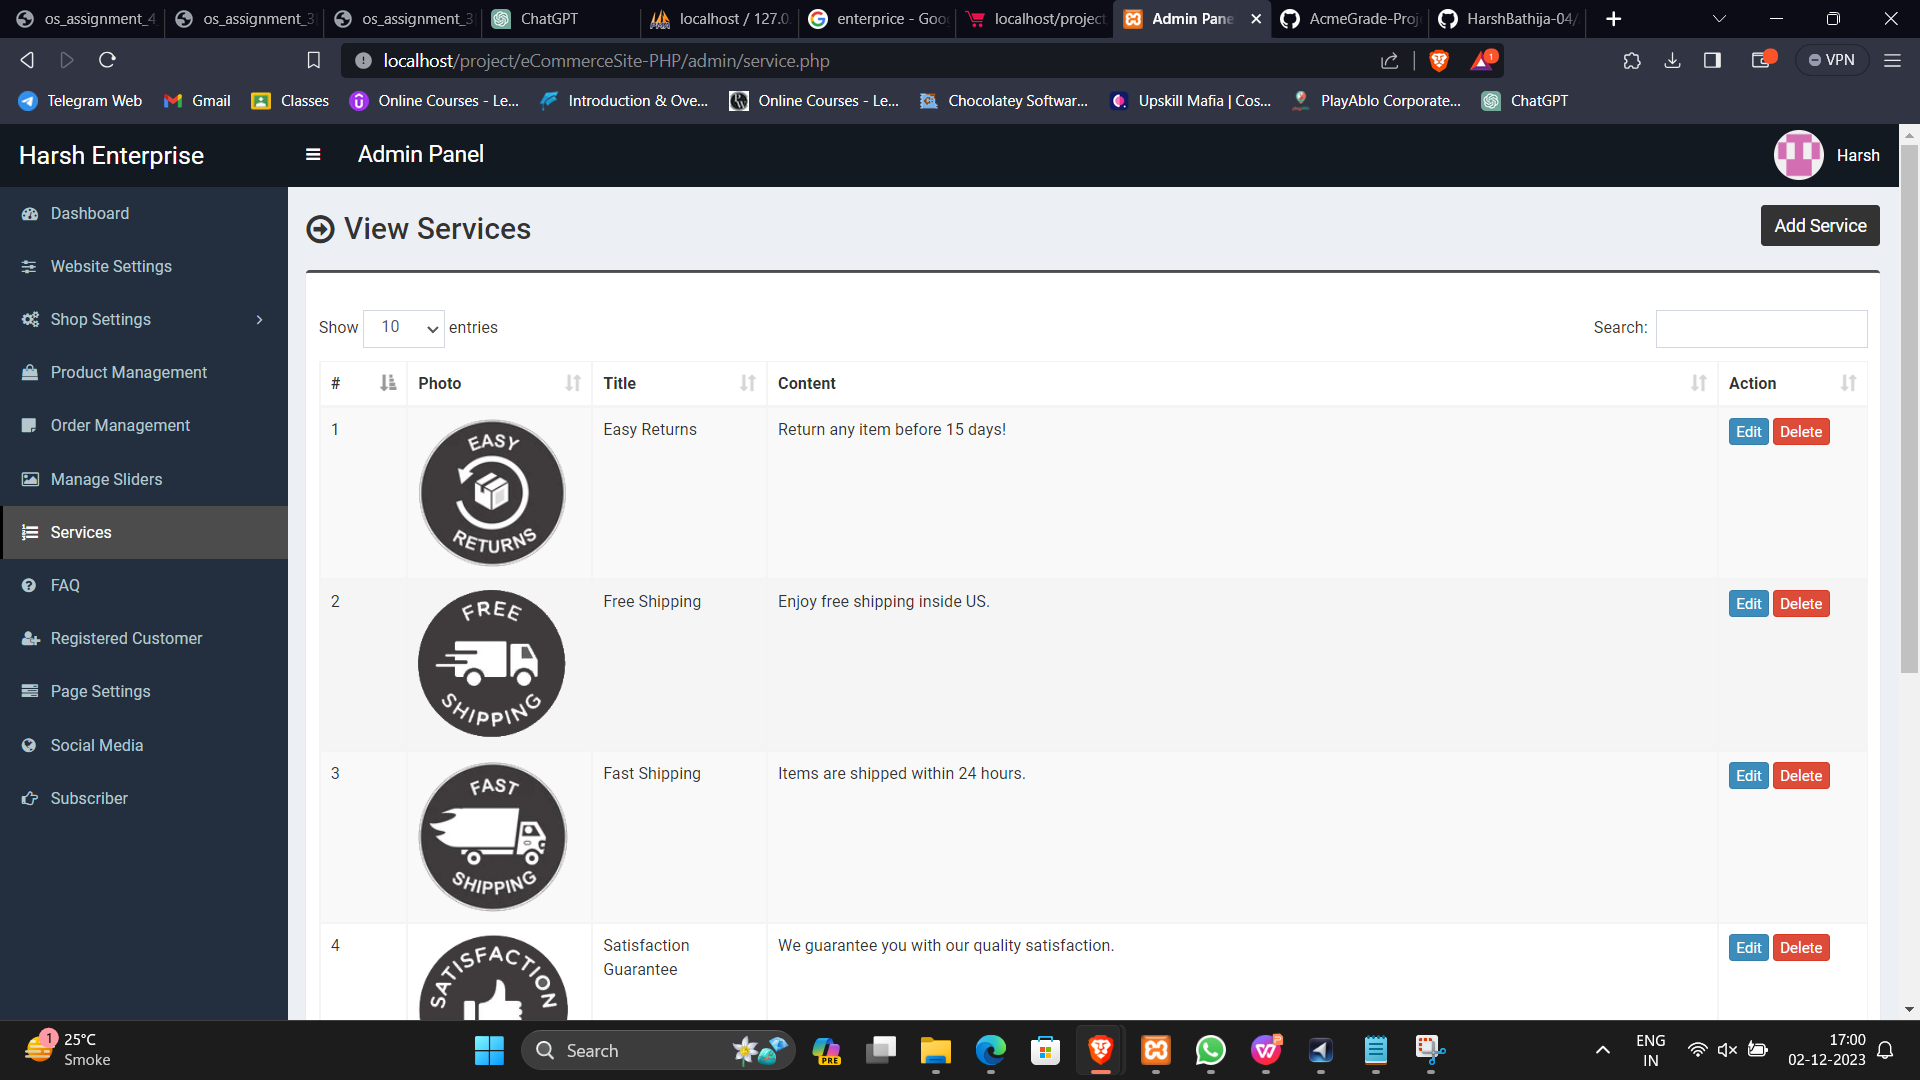 os_assignment_4
os_assignment_3
os_assignment_3
ChatGPT
localhost / 127.0.
enterprice - Goo
localhost/project
Admin Pane
AcmeGrade-Proj
HarshBathija-04/
localhost/project/eCommerceSite-PHP/admin/service.php
1
VPN
Telegram Web
Gmail
Classes
Online Courses - Le...
Introduction & Ove...
Online Courses - Le...
Chocolatey Softwar...
Upskill Mafia | Cos...
PlayAblo Corporate...
ChatGPT
Harsh Enterprise
Admin Panel
Harsh
Dashboard
Website Settings
Shop Settings
Product Management
Order Management
Manage Sliders
Services
FAQ
Registered Customer
Page Settings
Social Media
Subscriber
View Services
Add Service
Show 10 entries
Search:
# Photo Title Content Action
1
EASY
RETURNS
Easy Returns
Return any item before 15 days!
Edit Delete
2
FREE
SHIPPING
Free Shipping
Enjoy free shipping inside US.
Edit Delete
3
FAST
SHIPPING
Fast Shipping
Items are shipped within 24 hours.
Edit Delete
4
SATISFACTION
Satisfaction
Guarantee
We guarantee you with our quality satisfaction.
Edit Delete
1
25°C
Smoke
Search
PRE
ENG
IN
17:00
02-12-2023